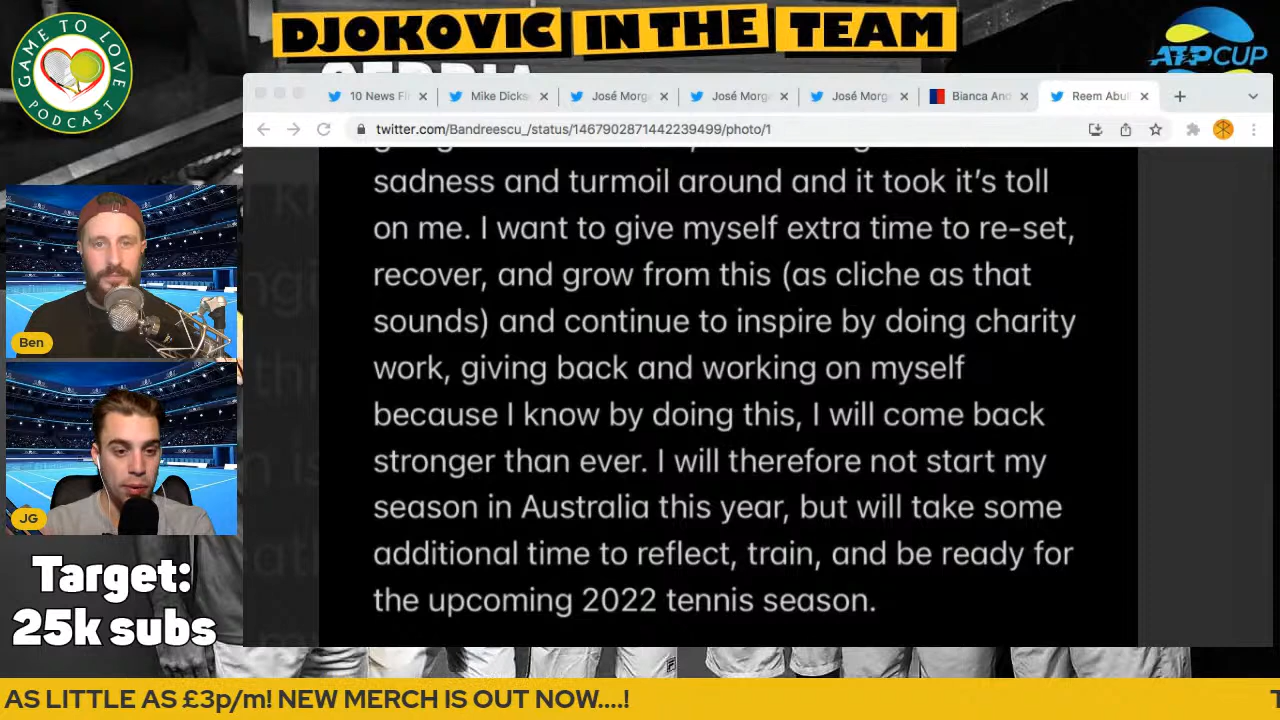 DJOKOVIC IN THE TEAM
GAME TO LOVE
PODCAST
ATP CUP
10 News Fi
Mike Dicks
José Morg
José Morg
José Morg
Bianca And
Reem Abul
twitter.com/Bandreescu_/status/1467902871442239499/photo/1
sadness and turmoil around and it took it’s toll
on me. I want to give myself extra time to re-set,
recover, and grow from this (as cliche as that
sounds) and continue to inspire by doing charity
work, giving back and working on myself
because I know by doing this, I will come back
stronger than ever. I will therefore not start my
season in Australia this year, but will take some
additional time to reflect, train, and be ready for
the upcoming 2022 tennis season.
Ben
JG
Target:
25k subs
AS LITTLE AS £3p/m! NEW MERCH IS OUT NOW....!